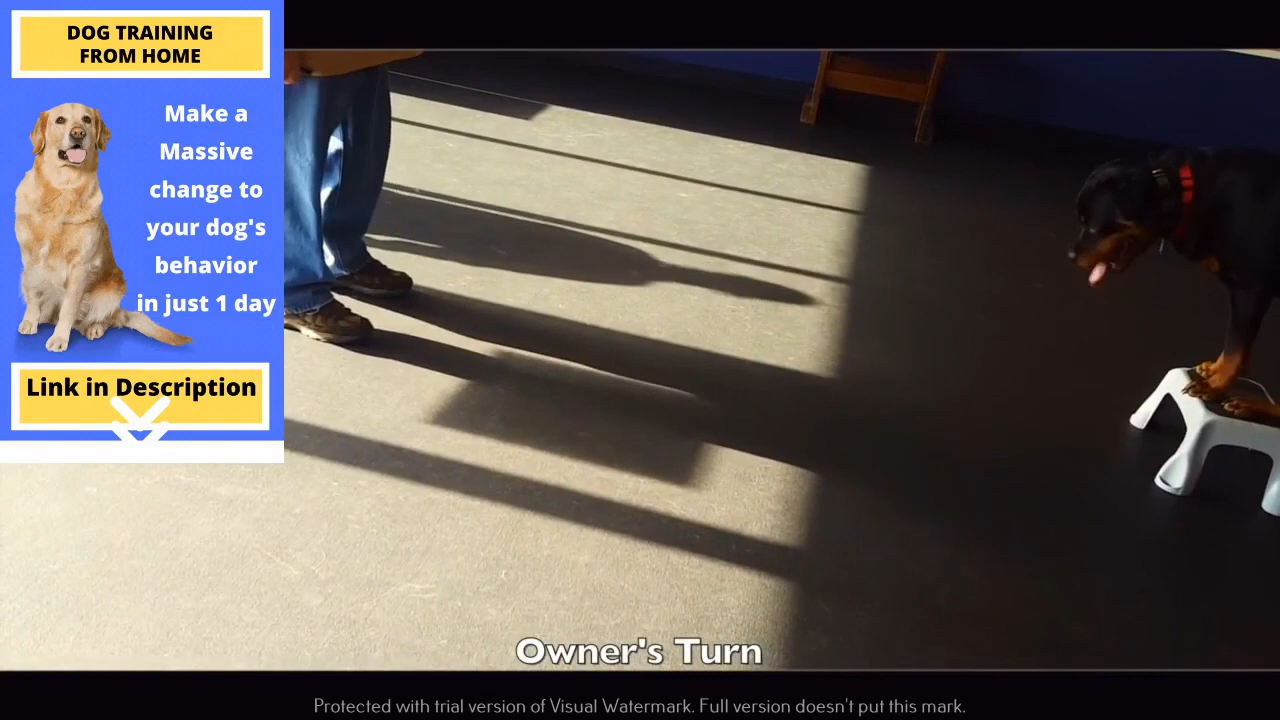 DOG TRAINING
FROM HOME
Make a
Massive
change to
your dog's
behavior
in just 1 day
Link in Description
Owner's Turn
Protected with trial version of Visual Watermark. Full version doesn't put this mark.